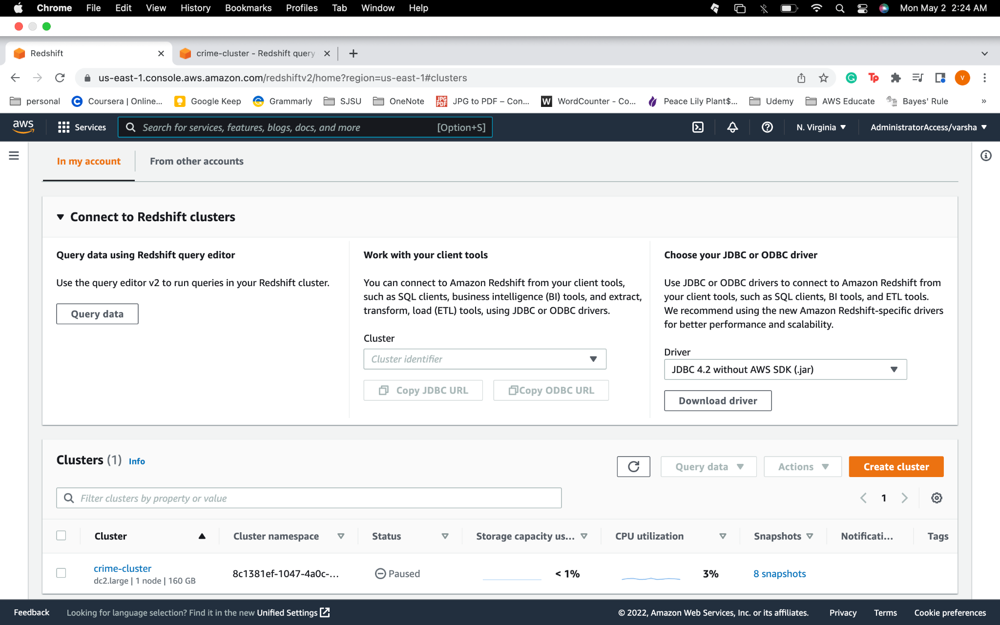 Chrome File Edit View History Bookmarks Profiles Tab Window Help Mon May 2 2:24 AM
Redshift crime-cluster - Redshift query
us-east-1.console.aws.amazon.com/redshiftv2/home?region=us-east-1#clusters V
personal Coursera | Online... Google Keep Grammarly SJSU OneNote JPG to PDF – Con... WordCounter - Co... Peace Lily Plant$... Udemy AWS Educate Bayes' Rule »
aws Services Search for services, features, blogs, docs, and more [Option+S] N. Virginia AdministratorAccess/varsha
In my account From other accounts
Connect to Redshift clusters
Query data using Redshift query editor
Use the query editor v2 to run queries in your Redshift cluster.
Query data
Work with your client tools
You can connect to Amazon Redshift from your client tools,
such as SQL clients, business intelligence (BI) tools, and extract,
transform, load (ETL) tools, using JDBC or ODBC drivers.
Cluster
Cluster identifier
Copy JDBC URL Copy ODBC URL
Choose your JDBC or ODBC driver
Use JDBC or ODBC drivers to connect to Amazon Redshift from
your client tools, such as SQL clients, BI tools, and ETL tools.
We recommend using the new Amazon Redshift-specific drivers
for better performance and scalability.
Driver
JDBC 4.2 without AWS SDK (.jar)
Download driver
Clusters (1) Info
Query data Actions Create cluster
Filter clusters by property or value 1
Cluster Cluster namespace Status Storage capacity us... CPU utilization Snapshots Notificati... Tags
crime-cluster 8c1381ef-1047-4a0c-... Paused < 1% 3% 8 snapshots
dc2.large | 1 node | 160 GB
Feedback Looking for language selection? Find it in the new Unified Settings © 2022, Amazon Web Services, Inc. or its affiliates. Privacy Terms Cookie preferences